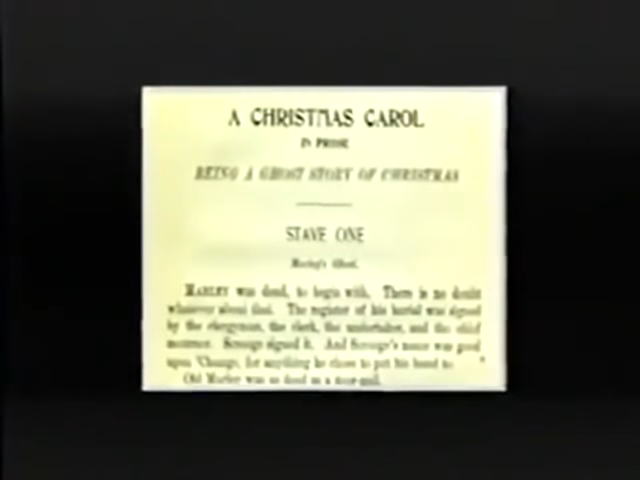 A CHRISTMAS CAROL
IN PROSE
BEING A GHOST STORY OF CHRISTMAS
STAVE ONE
Marley's Ghost.
MARLEY was dead, to begin with. There is no doubt
whatever about that. The register of his burial was signed
by the clergyman, the clerk, the undertaker, and the chief
mourner. Scrooge signed it. And Scrooge's name was good
upon 'Change, for anything he chose to put his hand to.
Old Marley was as dead as a door-nail.